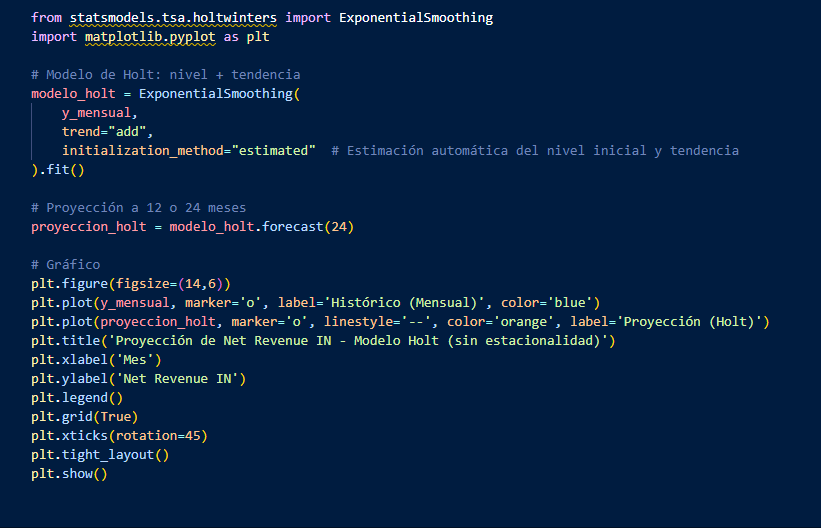 from statsmodels.tsa.holtwinters import ExponentialSmoothing
import matplotlib.pyplot as plt
# Modelo de Holt: nivel + tendencia
modelo_holt = ExponentialSmoothing(
    y_mensual,
    trend="add",
    initialization_method="estimated"  # Estimación automática del nivel inicial y tendencia
).fit()
# Proyección a 12 o 24 meses
proyeccion_holt = modelo_holt.forecast(24)
# Gráfico
plt.figure(figsize=(14,6))
plt.plot(y_mensual, marker='o', label='Histórico (Mensual)', color='blue')
plt.plot(proyeccion_holt, marker='o', linestyle='--', color='orange', label='Proyección (Holt)')
plt.title('Proyección de Net Revenue IN - Modelo Holt (sin estacionalidad)')
plt.xlabel('Mes')
plt.ylabel('Net Revenue IN')
plt.legend()
plt.grid(True)
plt.xticks(rotation=45)
plt.tight_layout()
plt.show()